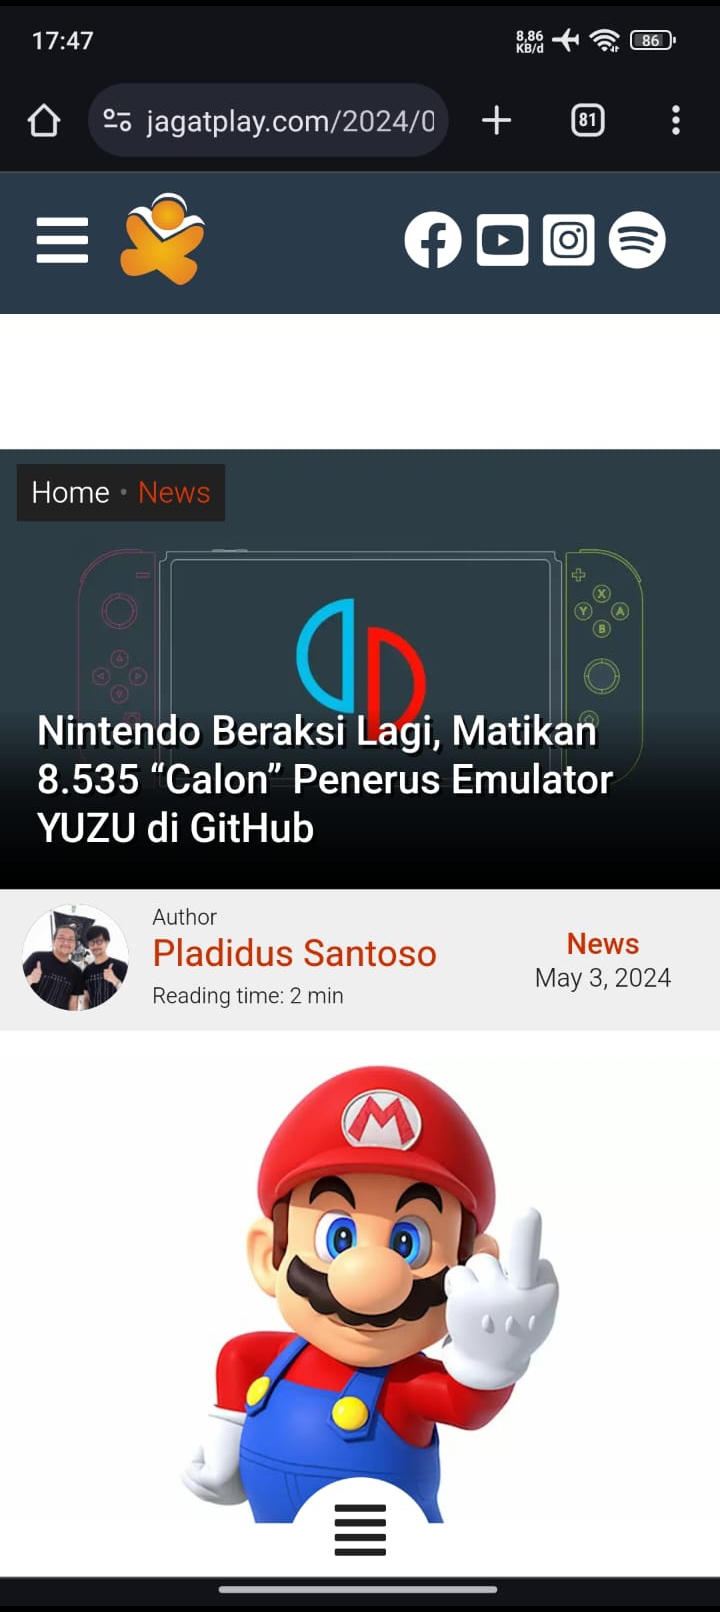 17:47
8,86
KB/d
86
jagatplay.com/2024/0
81
Home • News
X
Y
A
B
Nintendo Beraksi Lagi, Matikan
8.535 “Calon” Penerus Emulator
YUZU di GitHub
Author
Pladidus Santoso
Reading time: 2 min
News
May 3, 2024
M